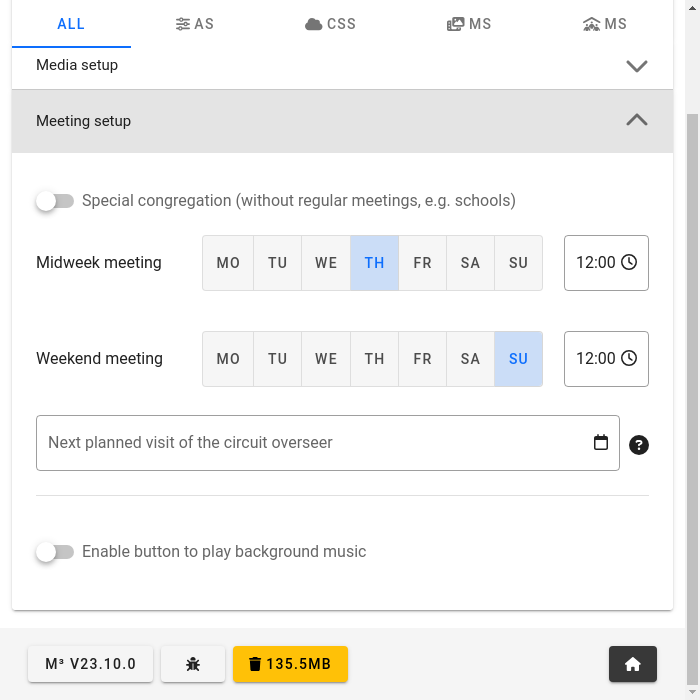 ALL AS CSS MS MS
Media setup
Meeting setup
Special congregation (without regular meetings, e.g. schools)
Midweek meeting MO TU WE TH FR SA SU 12:00
Weekend meeting MO TU WE TH FR SA SU 12:00
Next planned visit of the circuit overseer ?
Enable button to play background music
M³ V23.10.0 135.5MB